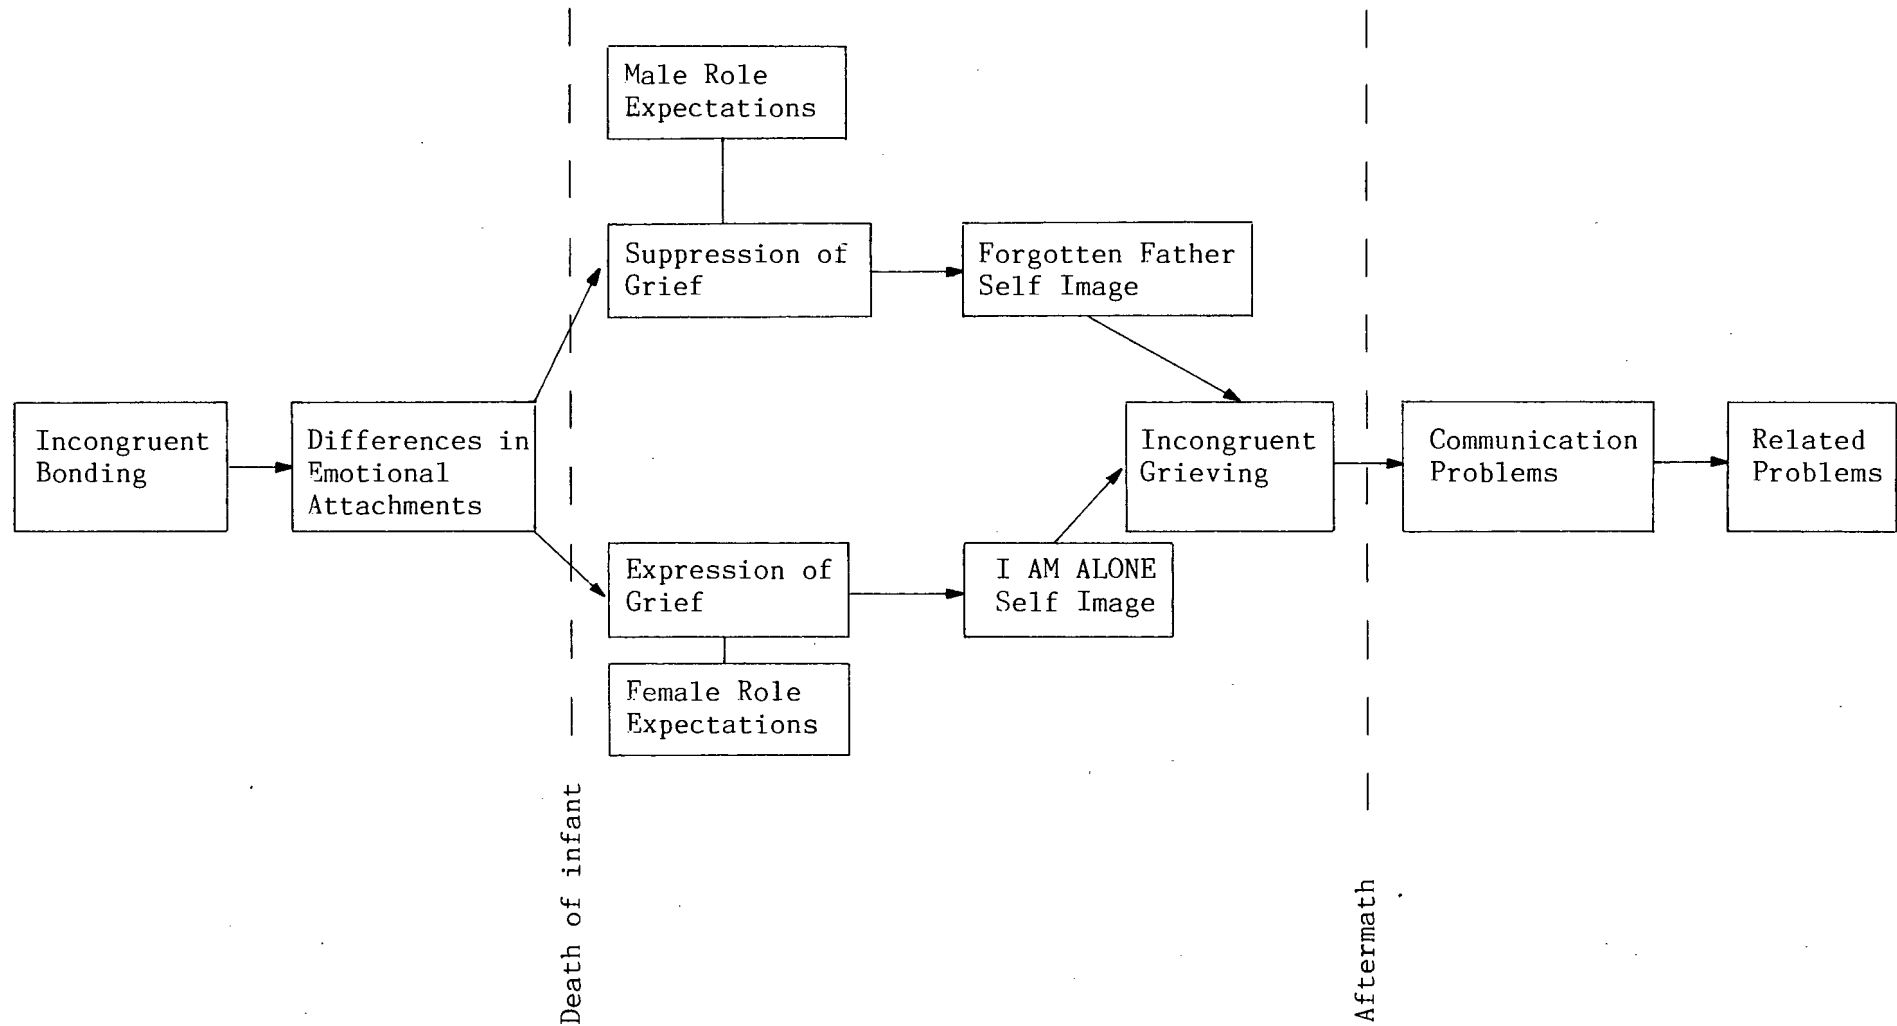 Male Role
Expectations
Suppression of
Grief
Forgotten Father
Self Image
Incongruent
Bonding
Differences in
Emotional
Attachments
Incongruent
Grieving
Communication
Problems
Related
Problems
Expression of
Grief
I AM ALONE
Self Image
Female Role
Expectations
Death of infant
Aftermath